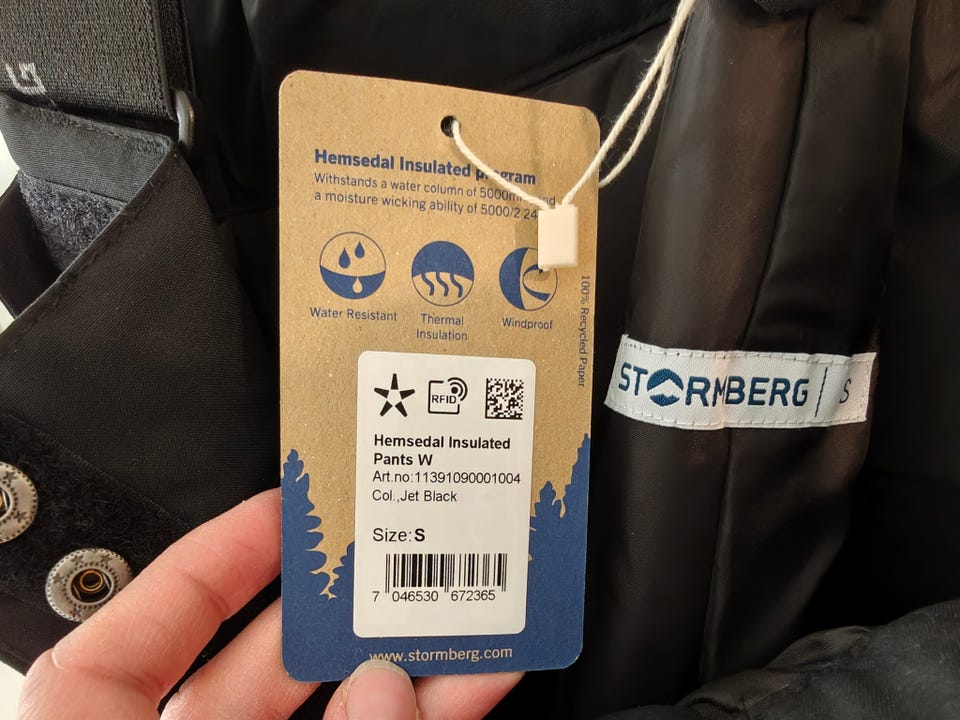 Hemsedal Insulated program
Withstands a water column of
a moisture wicking ability of 5000/2 24
Water Resistant
Thermal
Insulation
Windproof
100% Recycled Paper
RFID
Hemsedal Insulated
Pants W
Art.no:11391090001004
Col.,Jet Black
Size:S
7 046530 672365
www.stormberg.com
STORMBERG | S